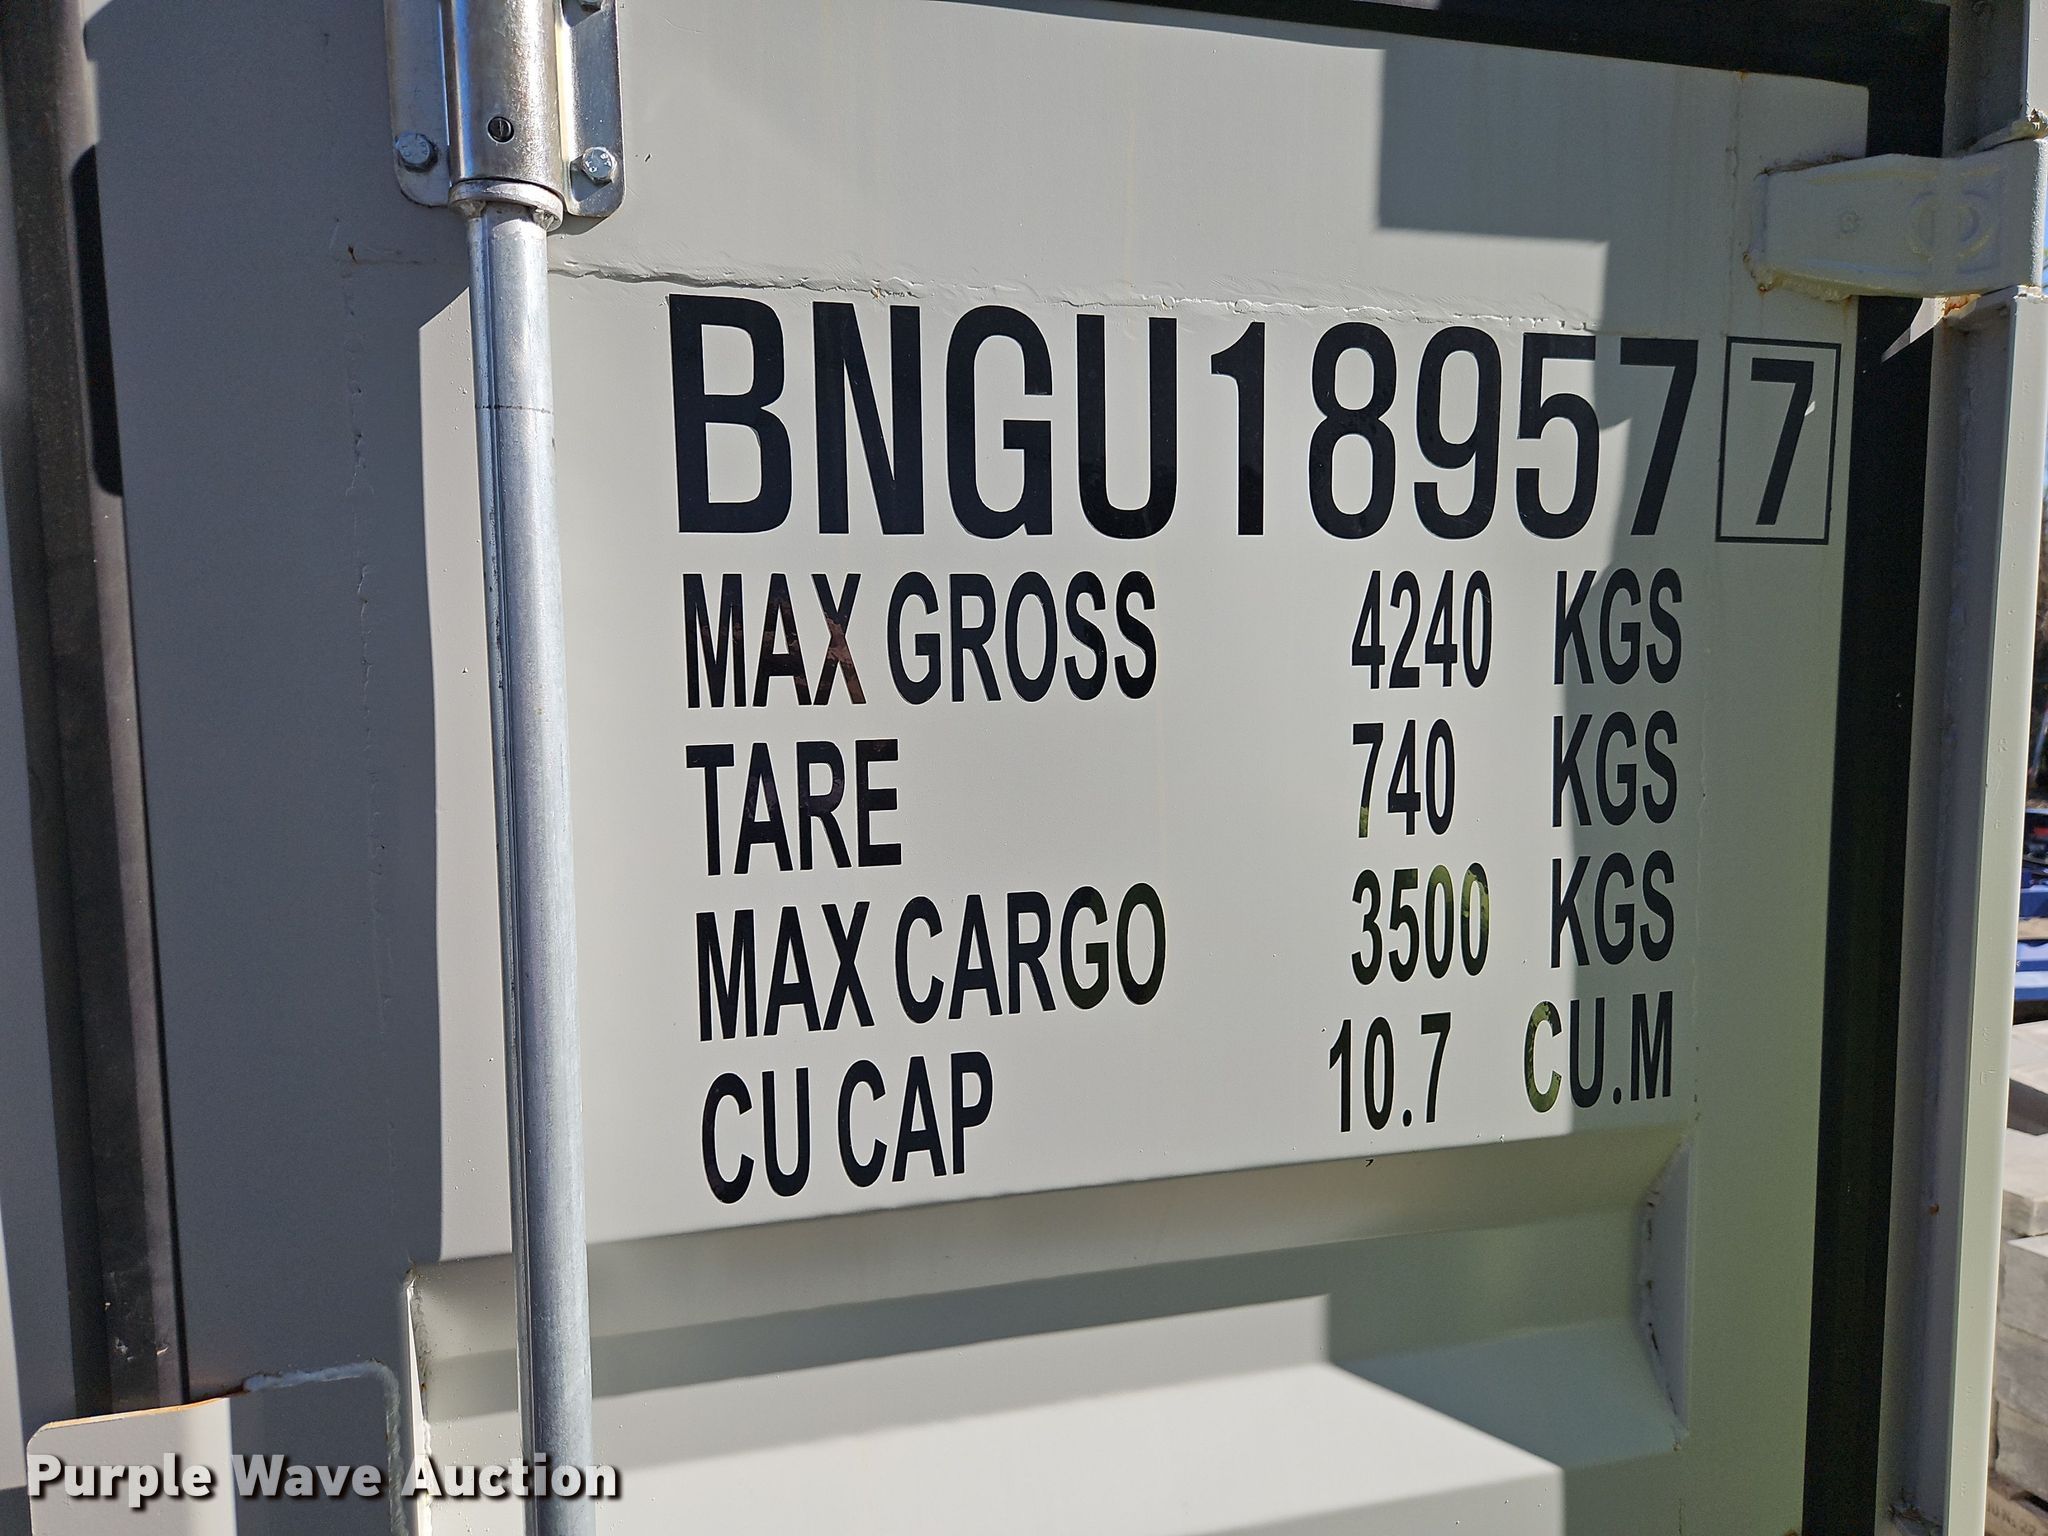 BNGU18957 7
MAX GROSS 4240 KGS
TARE 740 KGS
MAX CARGO 3500 KGS
CU CAP 10.7 CU.M
Purple Wave Auction